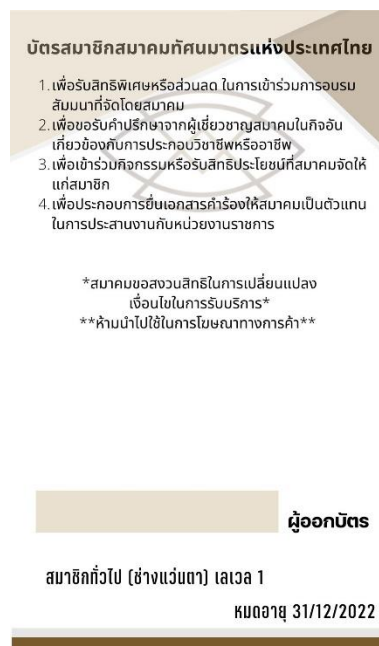 บัตรสมาชิกสมาคมทัศนมาตรแห่งประเทศไทย
1. เพื่อรับสิทธิพิเศษหรือส่วนลด ในการเข้าร่วมการอบรม
สัมมนาที่จัดโดยสมาคม
2. เพื่อขอรับคำปรึกษาจากผู้เชี่ยวชาญสมาคมในกิจอัน
เกี่ยวข้องกับการประกอบวิชาชีพหรืออาชีพ
3. เพื่อเข้าร่วมกิจกรรมหรือรับสิทธิประโยชน์ที่สมาคมจัดให้
แก่สมาชิก
4. เพื่อประกอบการยื่นเอกสารคำร้องให้สมาคมเป็นตัวแทน
ในการประสานงานกับหน่วยงานราชการ
*สมาคมขอสงวนสิทธิในการเปลี่ยนแปลง
เงื่อนไขในการรับบริการ*
**ห้ามนำไปใช้ในการโฆษณาทางการค้า**
ผู้ออกบัตร
สมาชิกทั่วไป (ช่างแว่นตา) เลเวล 1
หมดอายุ 31/12/2022